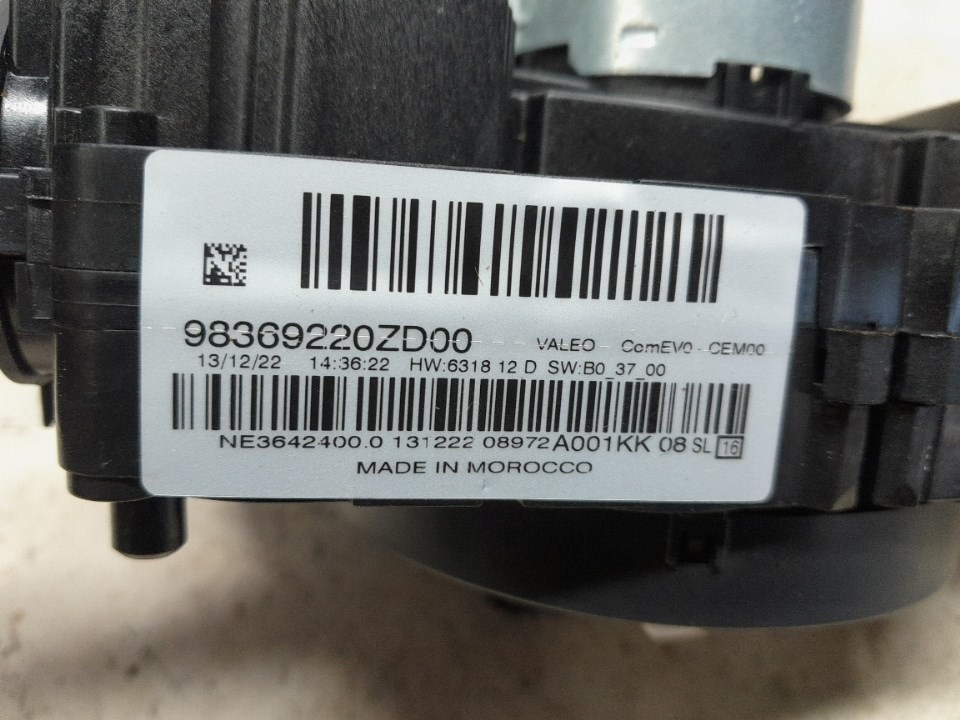 98369220ZD00 VALEO ComEV0 - CEM00
13/12/22 14:36:22 HW:6318 12 D SW:B0_37_00
NE3642400.0 131222 08972 A001KK 08 SL 16
MADE IN MOROCCO